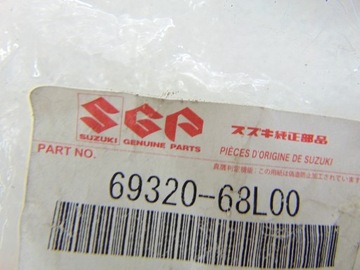 SGP スズキ純正部品
SUZUKI GENUINE PARTS
PIÈCES D'ORIGINE DE SUZUKI
PART NO.
69320-68L00